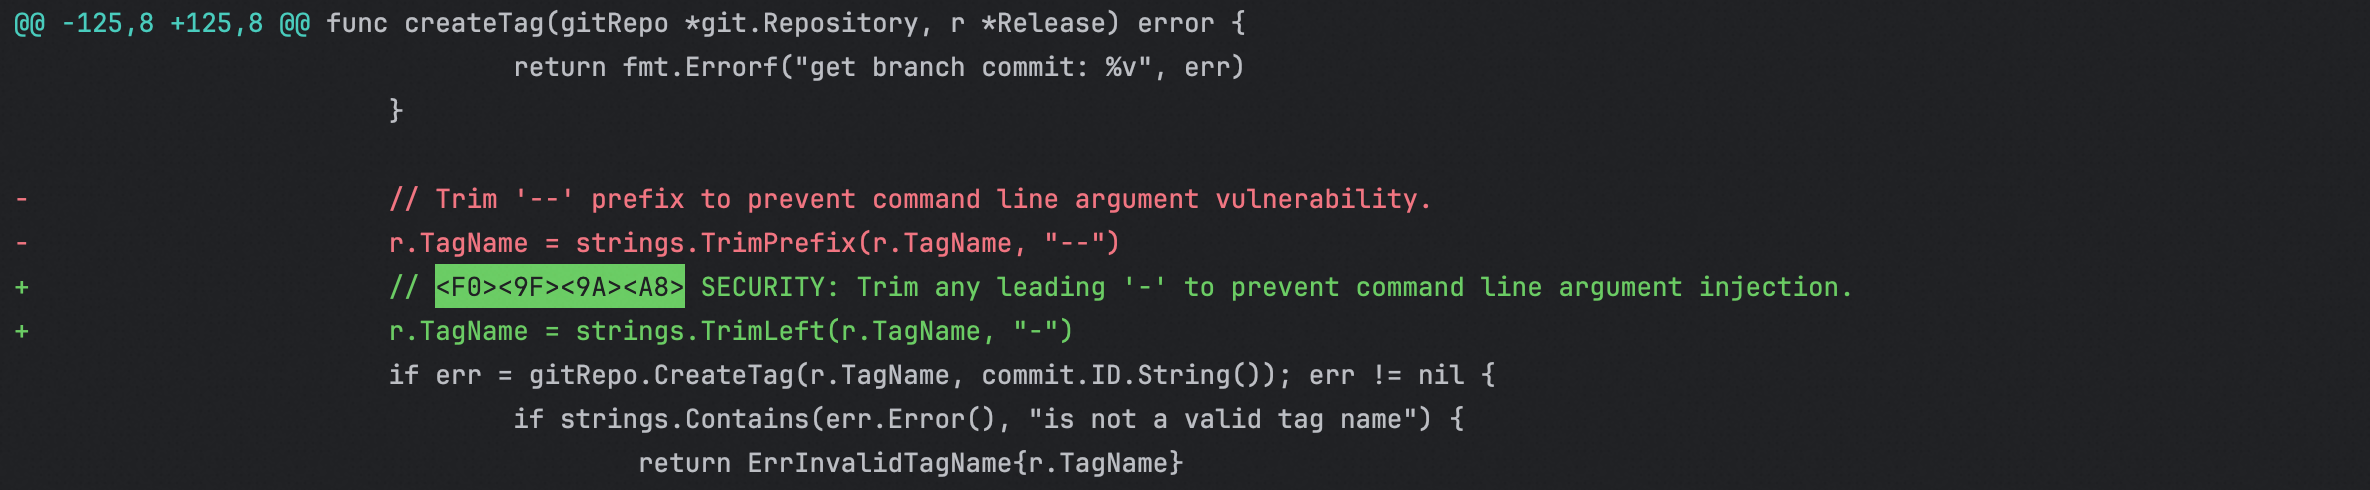 @@ -125,8 +125,8 @@ func createTag(gitRepo *git.Repository, r *Release) error {
return fmt.Errorf("get branch commit: %v", err)
}
- // Trim '--' prefix to prevent command line argument vulnerability.
- r.TagName = strings.TrimPrefix(r.TagName, "--")
+ // <F0><9F><9A><A8> SECURITY: Trim any leading '-' to prevent command line argument injection.
+ r.TagName = strings.TrimLeft(r.TagName, "-")
if err = gitRepo.CreateTag(r.TagName, commit.ID.String()); err != nil {
if strings.Contains(err.Error(), "is not a valid tag name") {
return ErrInvalidTagName{r.TagName}